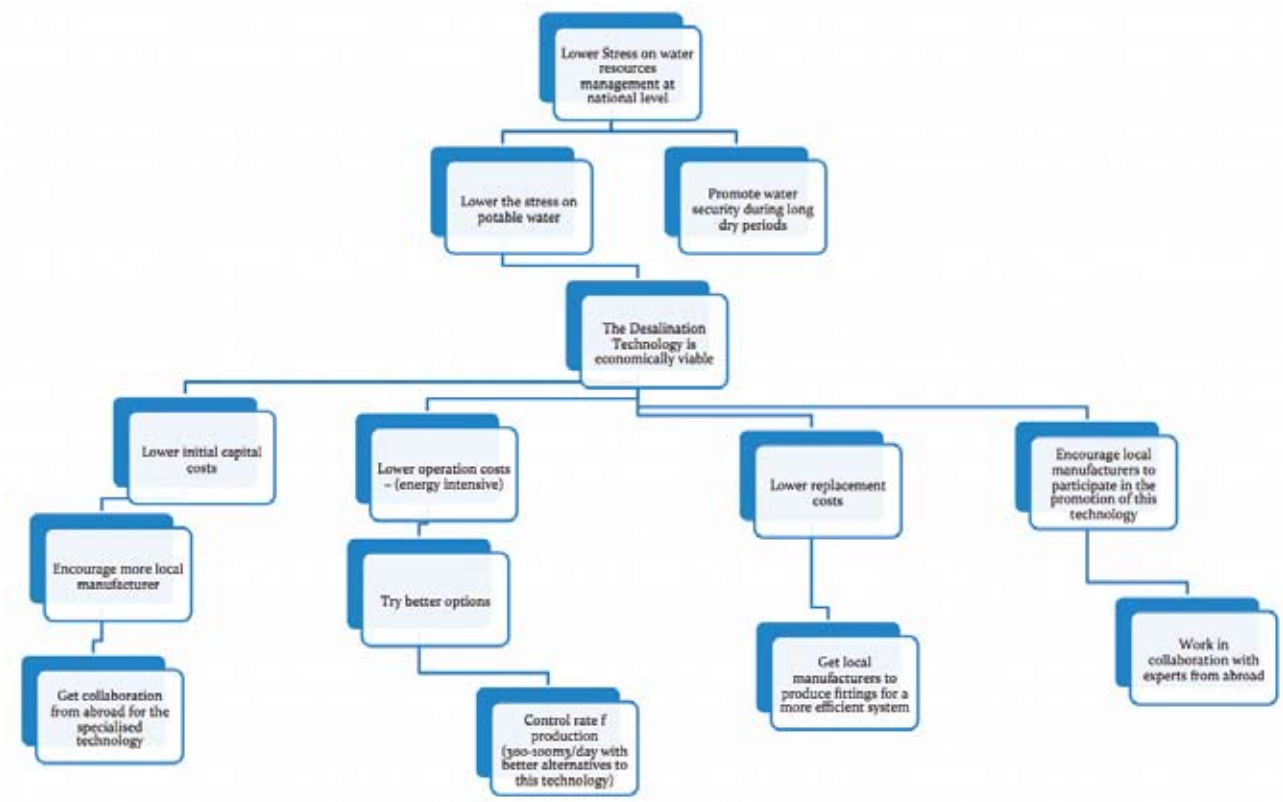 Lower Stress on water
resources
management at
national level
Lower the stress on
potable water
Promote water
security during long
dry periods
The Desalination
Technology is
economically viable
Lower initial capital
costs
Lower operation costs
– (energy intensive)
Lower replacement
costs
Encourage local
manufacturers to
participate in the
promotion of this
technology
Encourage more local
manufacturer
Try better options
Get local
manufacturers to
produce fittings for a
more efficient system
Work in
collaboration with
experts from abroad
Get collaboration
from abroad for the
specialised
technology
Control rate f
production
(300-100m3/day with
better alternatives to
this technology)